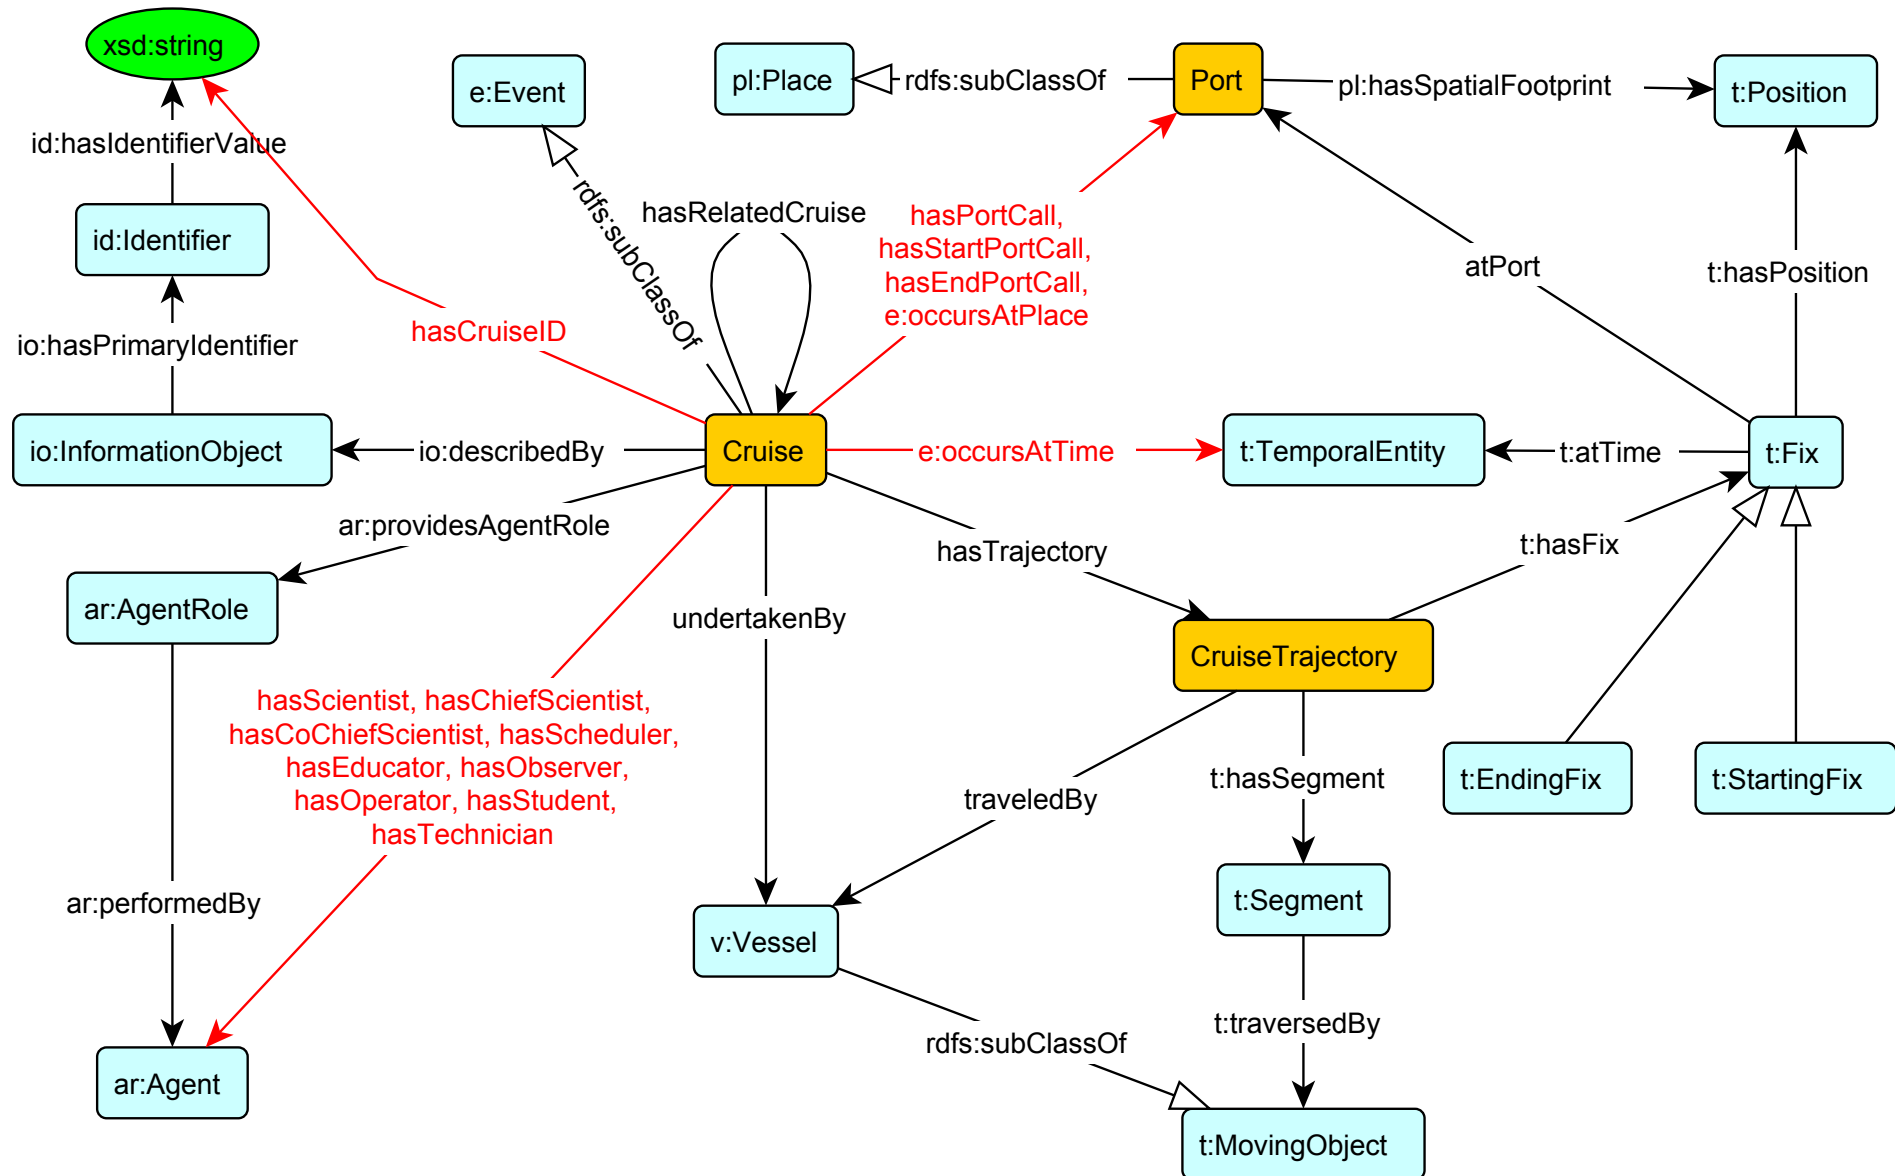 xsd:string
e:Event
pl:Place
rdfs:subClassOf
Port
pl:hasSpatialFootprint
t:Position
id:hasIdentifierValue
rdfs:subClassOf
hasRelatedCruise
hasPortCall,
hasStartPortCall,
hasEndPortCall,
e:occursAtPlace
id:Identifier
atPort
t:hasPosition
hasCruiseID
io:hasPrimaryIdentifier
io:InformationObject
io:describedBy
Cruise
e:occursAtTime
t:TemporalEntity
t:atTime
t:Fix
ar:providesAgentRole
hasTrajectory
t:hasFix
ar:AgentRole
undertakenBy
CruiseTrajectory
hasScientist, hasChiefScientist,
hasCoChiefScientist, hasScheduler,
hasEducator, hasObserver,
hasOperator, hasStudent,
hasTechnician
traveledBy
t:hasSegment
t:EndingFix
t:StartingFix
ar:performedBy
v:Vessel
t:Segment
rdfs:subClassOf
t:traversedBy
ar:Agent
t:MovingObject